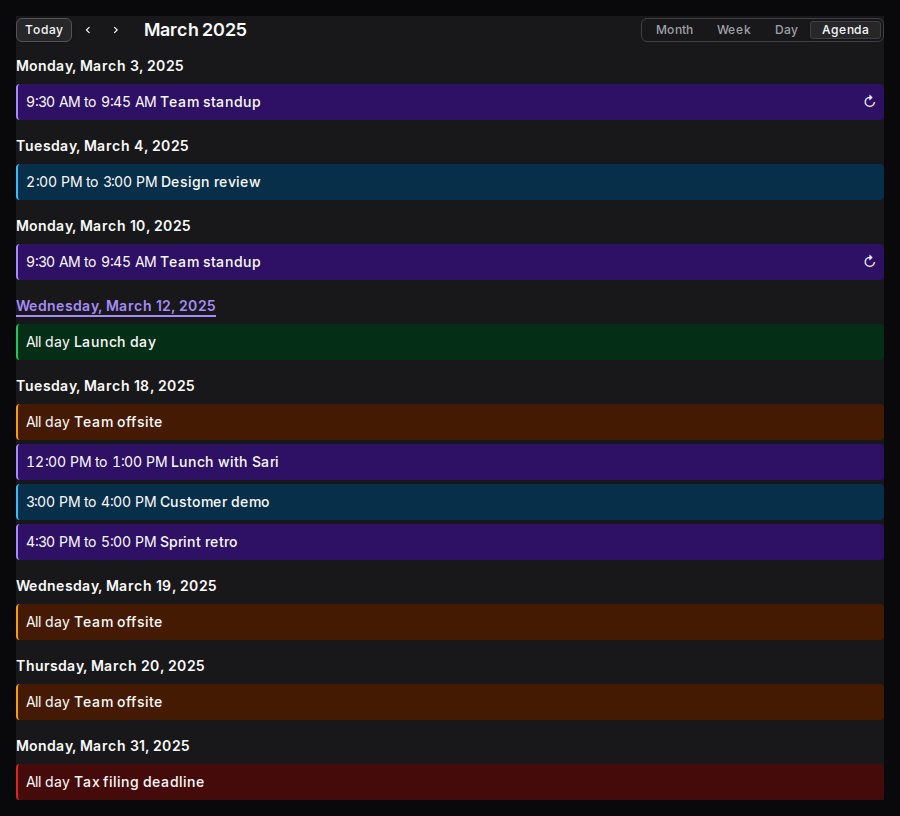 Today ‹ › March 2025 Month Week Day Agenda
Monday, March 3, 2025
9:30 AM to 9:45 AM Team standup ↻
Tuesday, March 4, 2025
2:00 PM to 3:00 PM Design review
Monday, March 10, 2025
9:30 AM to 9:45 AM Team standup ↻
Wednesday, March 12, 2025
All day Launch day
Tuesday, March 18, 2025
All day Team offsite
12:00 PM to 1:00 PM Lunch with Sari
3:00 PM to 4:00 PM Customer demo
4:30 PM to 5:00 PM Sprint retro
Wednesday, March 19, 2025
All day Team offsite
Thursday, March 20, 2025
All day Team offsite
Monday, March 31, 2025
All day Tax filing deadline